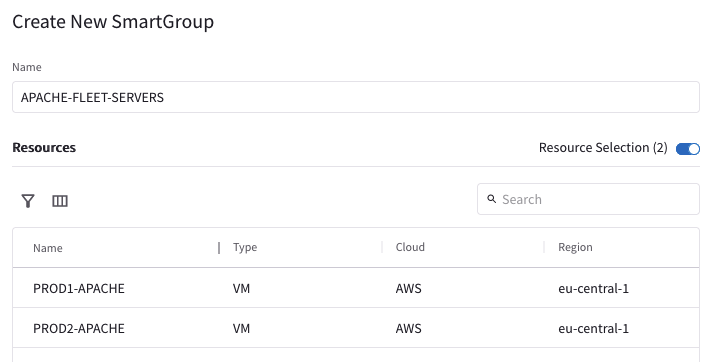 Create New SmartGroup
Name
APACHE-FLEET-SERVERS
Resources Resource Selection (2)
Search
Name Type Cloud Region
PROD1-APACHE VM AWS eu-central-1
PROD2-APACHE VM AWS eu-central-1